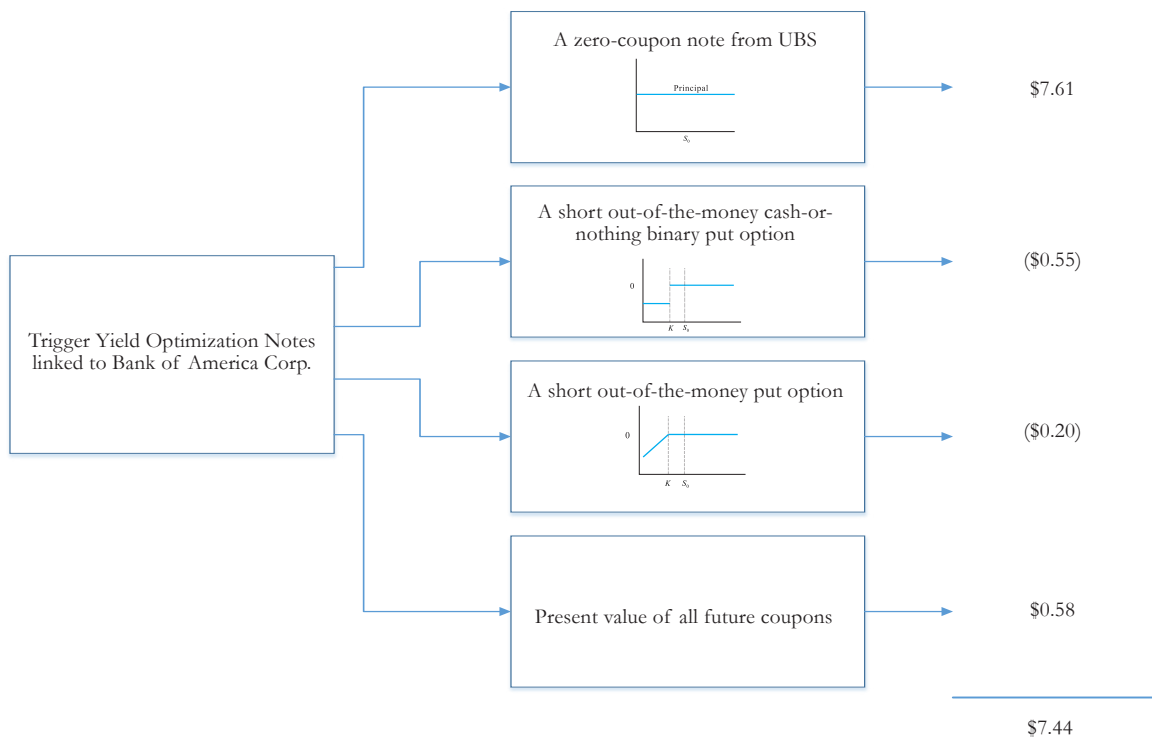 A zero-coupon note from UBS
Principal
S0
$7.61
A short out-of-the-money cash-or-
nothing binary put option
0
K S0
($0.55)
Trigger Yield Optimization Notes
linked to Bank of America Corp.
A short out-of-the-money put option
0
K S0
($0.20)
Present value of all future coupons
$0.58
$7.44